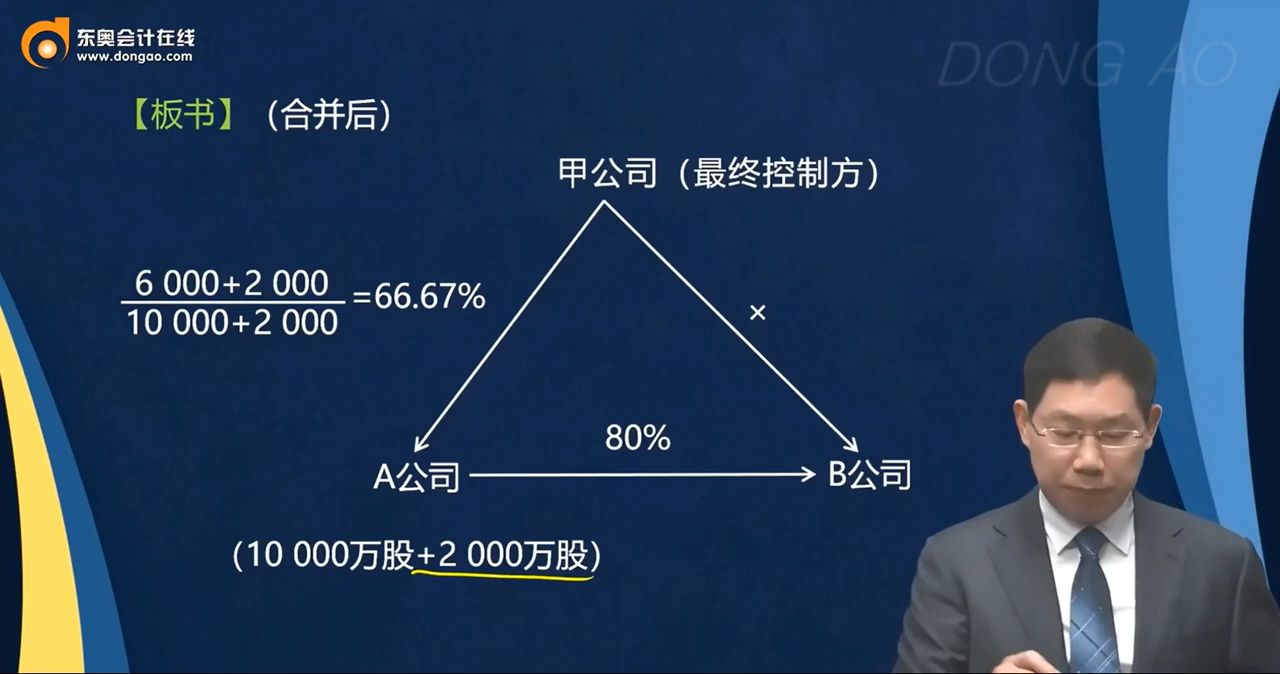 东奥会计在线
www.dongao.com
DONG AO
【板书】（合并后）
甲公司（最终控制方）
6 000+2 000
10 000+2 000
=66.67%
×
80%
A公司
B公司
（10 000万股+2 000万股）